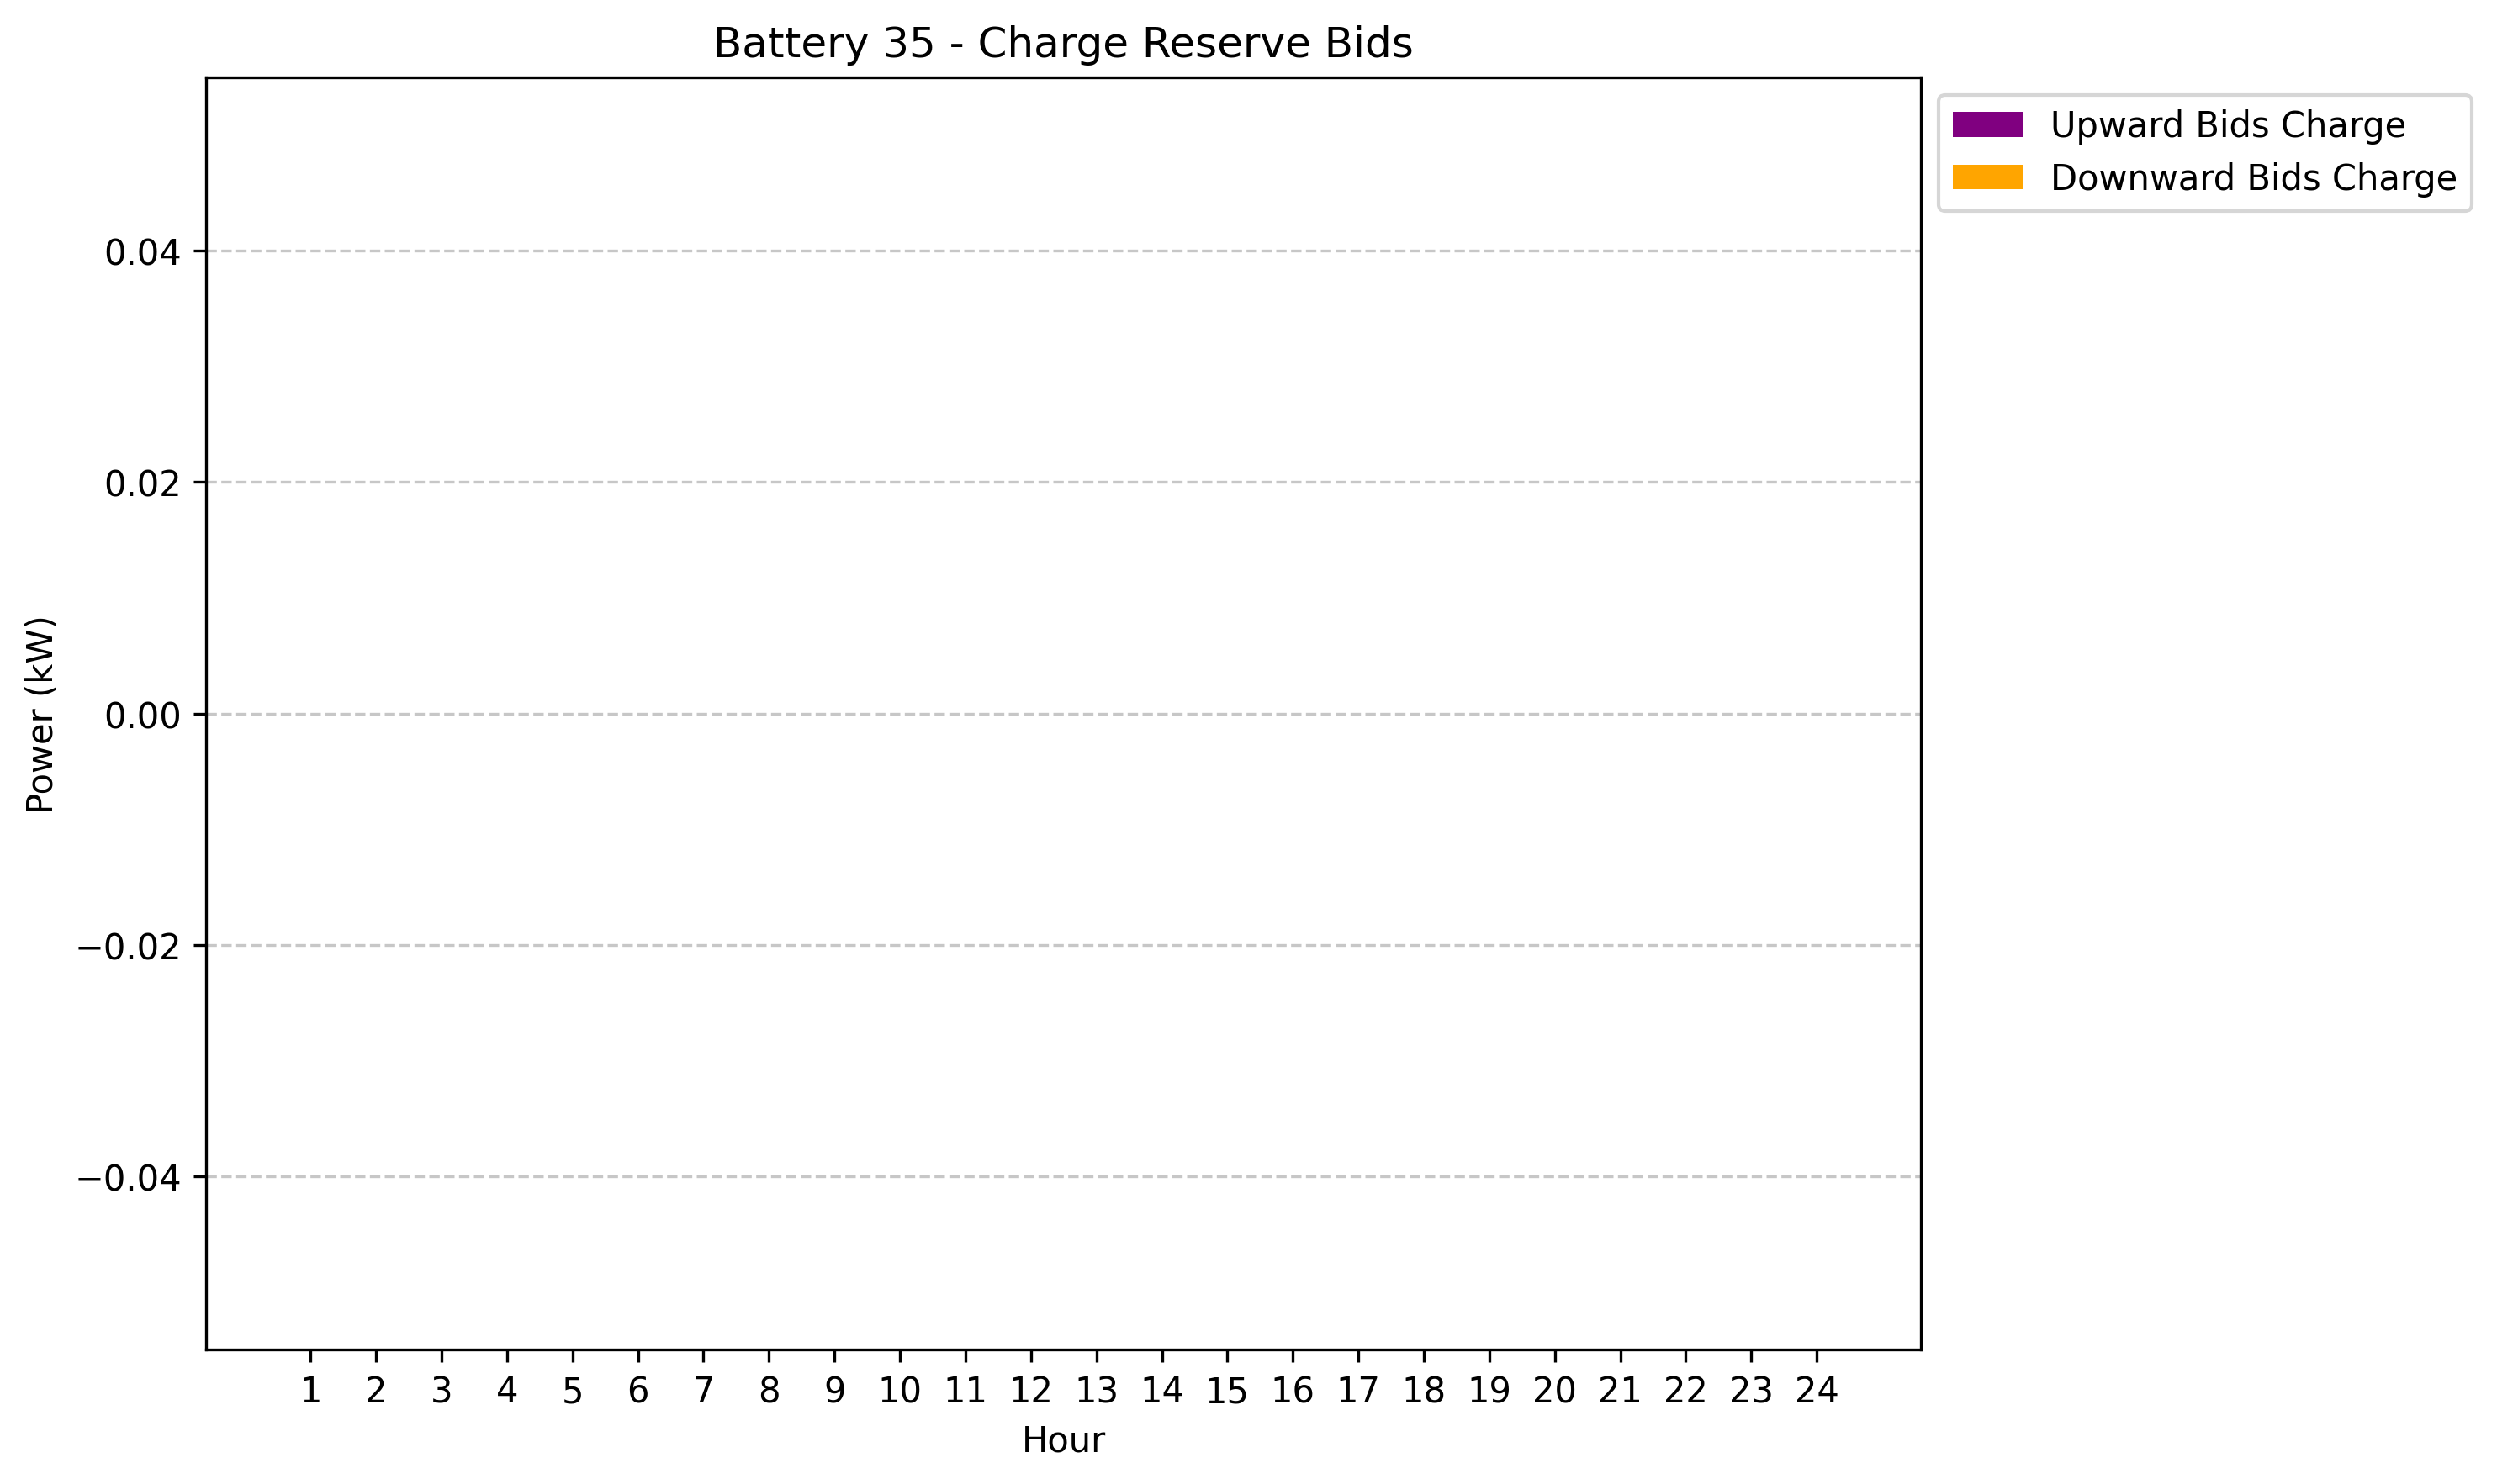 Battery 35 - Charge Reserve Bids
Upward Bids Charge
Downward Bids Charge
0.04
0.02
0.00
−0.02
−0.04
Power (kW)
1 2 3 4 5 6 7 8 9 10 11 12 13 14 15 16 17 18 19 20 21 22 23 24
Hour